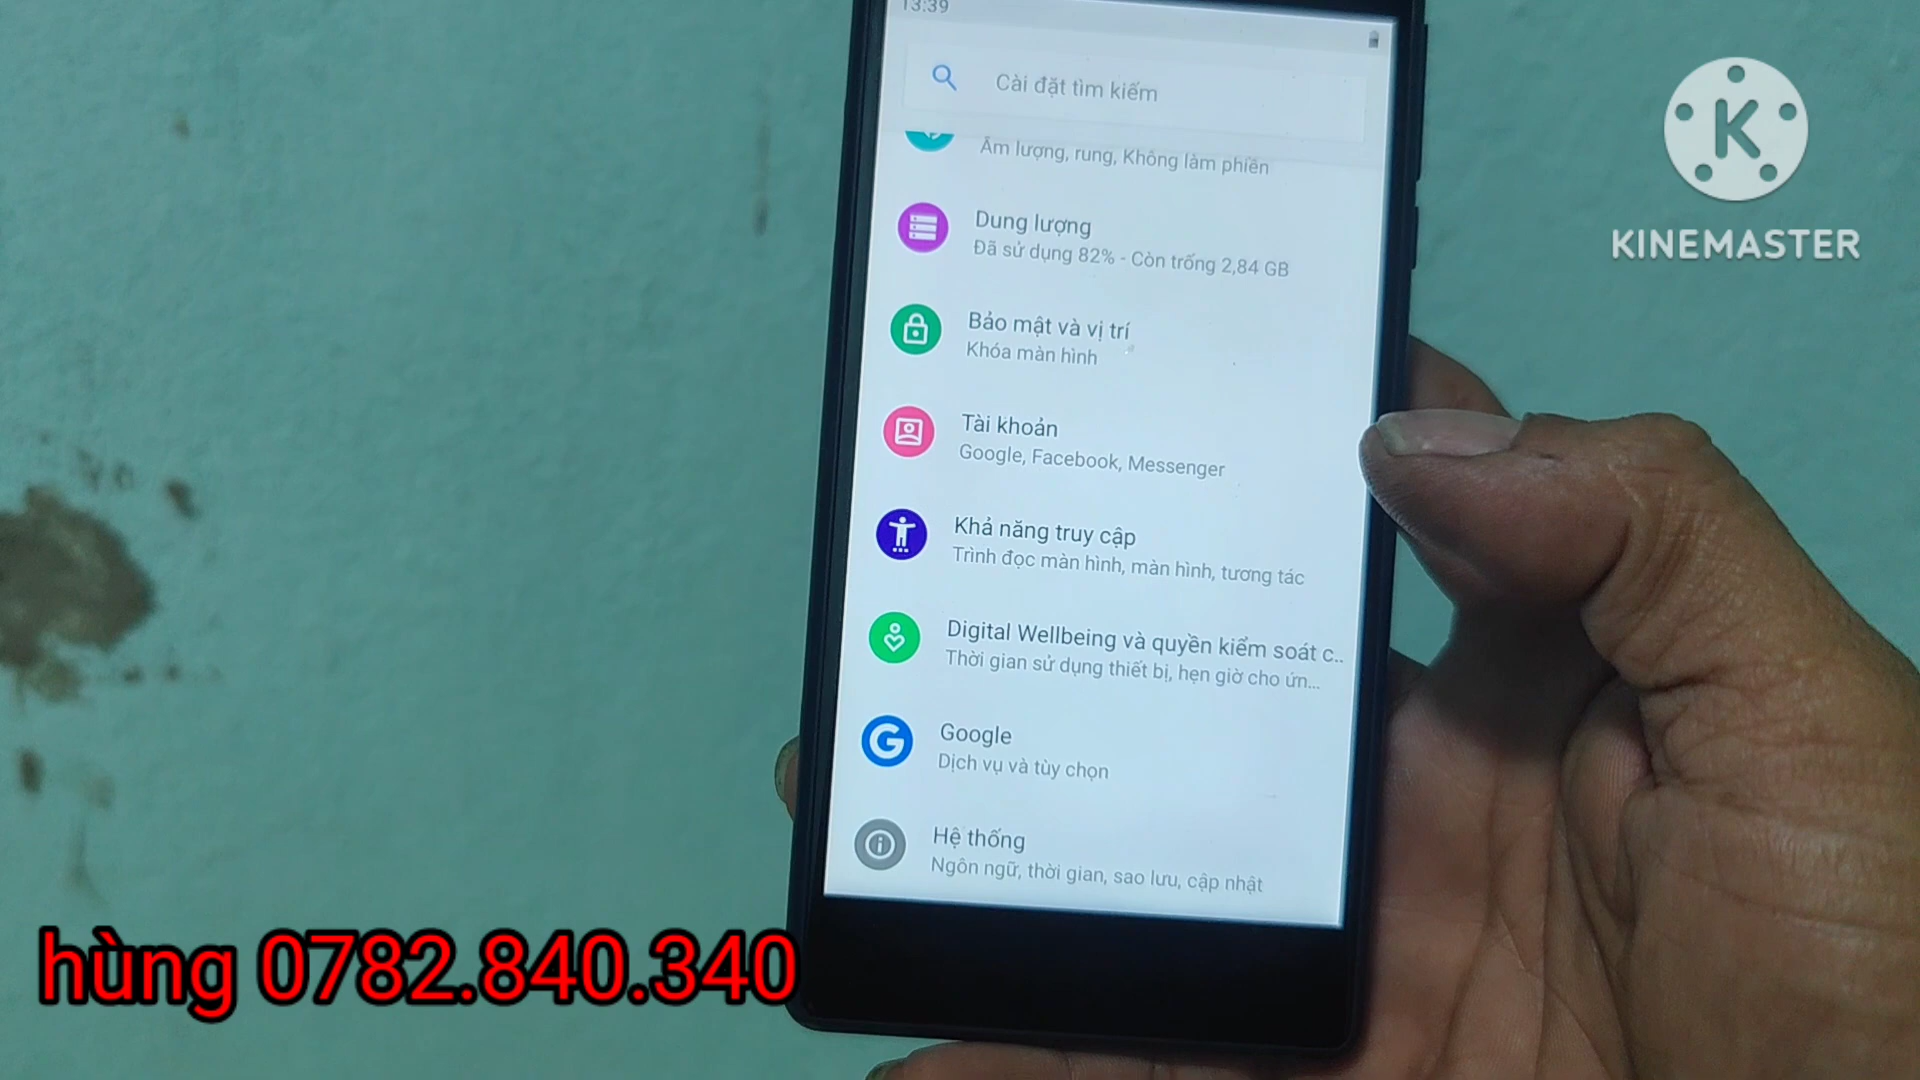 13:39
Cài đặt tìm kiếm
Âm lượng, rung, Không làm phiền
Dung lượng
Đã sử dụng 82% - Còn trống 2,84 GB
Bảo mật và vị trí
Khóa màn hình
Tài khoản
Google, Facebook, Messenger
Khả năng truy cập
Trình đọc màn hình, màn hình, tương tác
Digital Wellbeing và quyền kiểm soát c..
Thời gian sử dụng thiết bị, hẹn giờ cho ứn...
Google
Dịch vụ và tùy chọn
Hệ thống
Ngôn ngữ, thời gian, sao lưu, cập nhật
K
KINEMASTER
hùng 0782.840.340